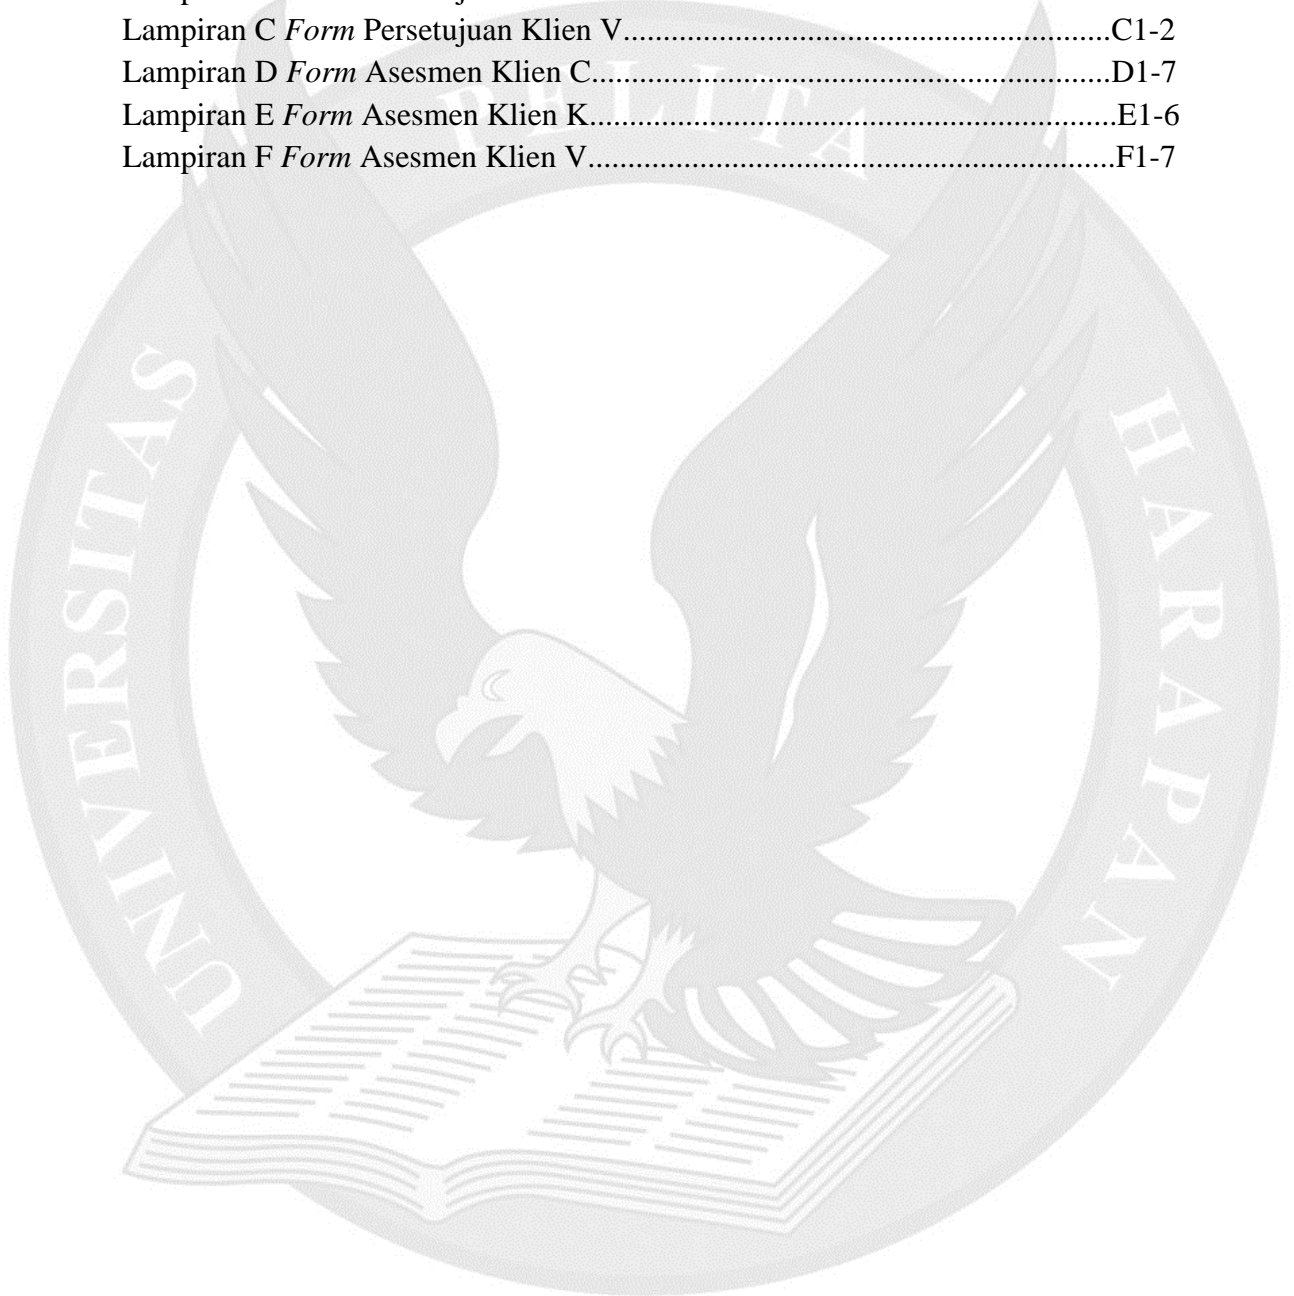 Lampiran C Form Persetujuan Klien V.............................................................C1-2
Lampiran D Form Asesmen Klien C.................................................................D1-7
Lampiran E Form Asesmen Klien K..................................................................E1-6
Lampiran F Form Asesmen Klien V..................................................................F1-7
UNIVERSITAS PELITA HARAPAN